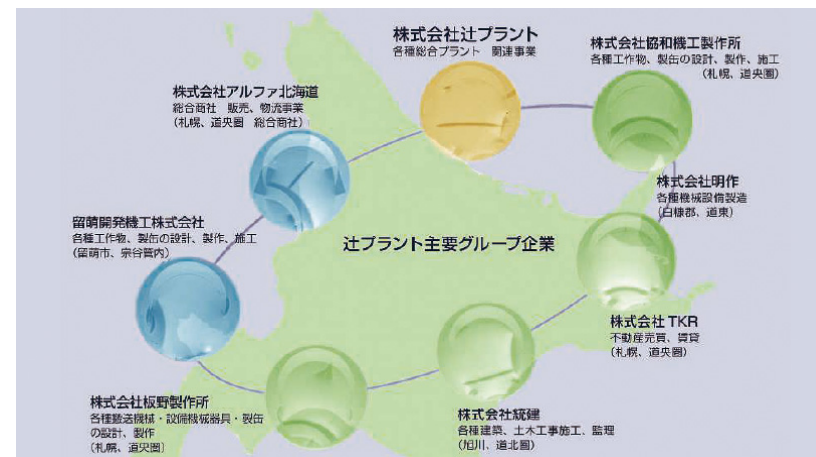 株式会社辻プラント
各種総合プラント 関連事業
株式会社協和機工製作所
各種工作物、製缶の設計、製作、施工
(札幌、道央圏)
株式会社アルファ北海道
総合商社 販売、物流事業
(札幌、道央圏 総合商社)
株式会社明作
各種機械設備製造
(白糠郡、道東)
留萌開発機工株式会社
各種工作物、製缶の設計、製作、施工
(留萌市、宗谷管内)
辻プラント主要グループ企業
株式会社TKR
不動産売買、賃貸
(札幌、道央圏)
株式会社板野製作所
各種搬送機械・設備機械器具・製缶
の設計、製作
(札幌、道央圏)
株式会社統建
各種建築、土木工事施工、監理
(旭川、道北圏)